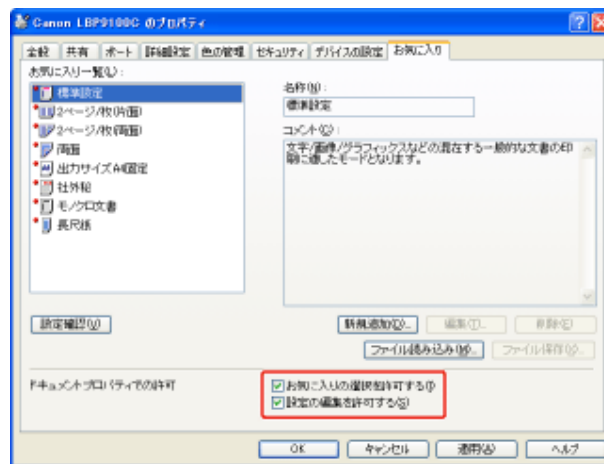 Canon LBP9100C のプロパティ
全般 共有 ポート 詳細設定 色の管理 セキュリティ デバイスの設定 お気に入り
お気に入り一覧(L):
標準設定
2ページ/枚(片面)
2ページ/枚(両面)
両面
出力サイズA4固定
社外秘
モノクロ文書
長尺紙
名称(N):
標準設定
コメント(C):
文字/画像/グラフィックスなどの混在する一般的な文書の印
刷に適したモードとなります。
設定確認(V)
新規追加(D)... 編集(T)... 削除(E)
ファイル読み込み(M)... ファイル保存(X)...
ドキュメントプロパティでの許可
お気に入りの選択を許可する(I)
設定の編集を許可する(G)
OK キャンセル 適用(A) ヘルプ